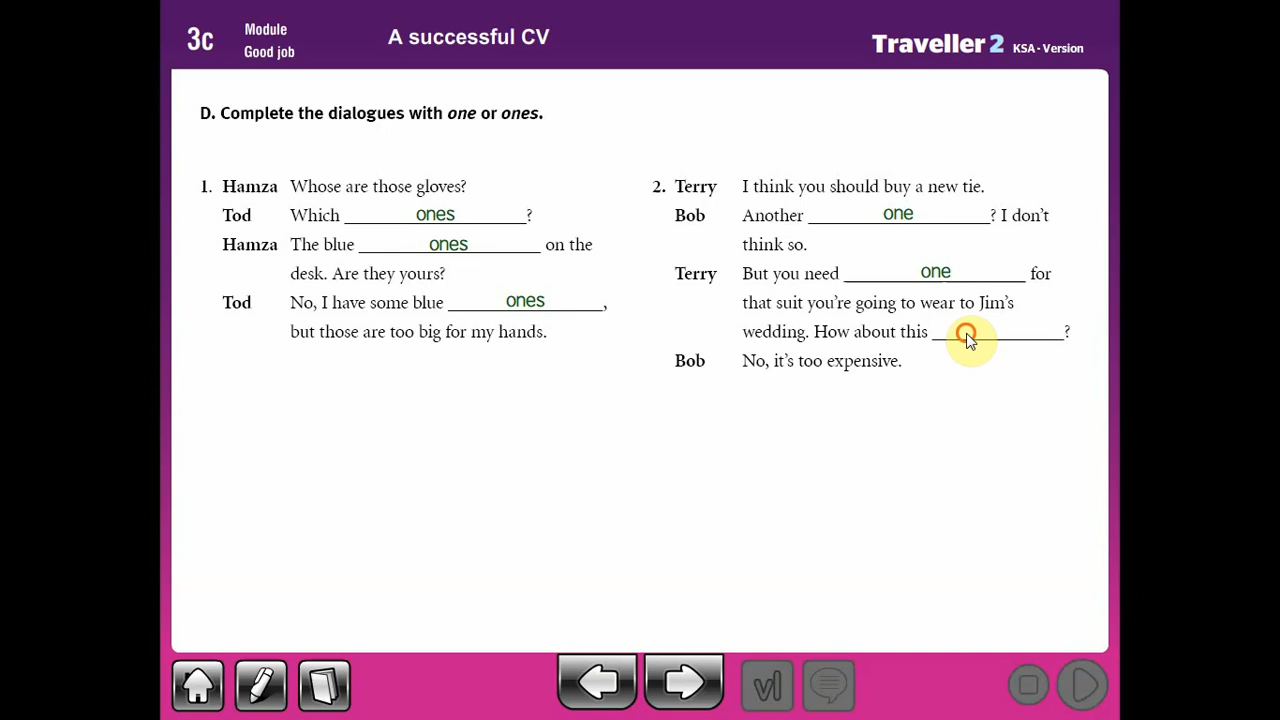 3c
Module
Good job
A successful CV
Traveller 2 KSA - Version
D. Complete the dialogues with one or ones.
1. Hamza Whose are those gloves?
Tod Which ones ?
Hamza The blue ones on the
desk. Are they yours?
Tod No, I have some blue ones ,
but those are too big for my hands.
2. Terry I think you should buy a new tie.
Bob Another one ? I don't
think so.
Terry But you need one for
that suit you're going to wear to Jim's
wedding. How about this ____________?
Bob No, it's too expensive.
vl